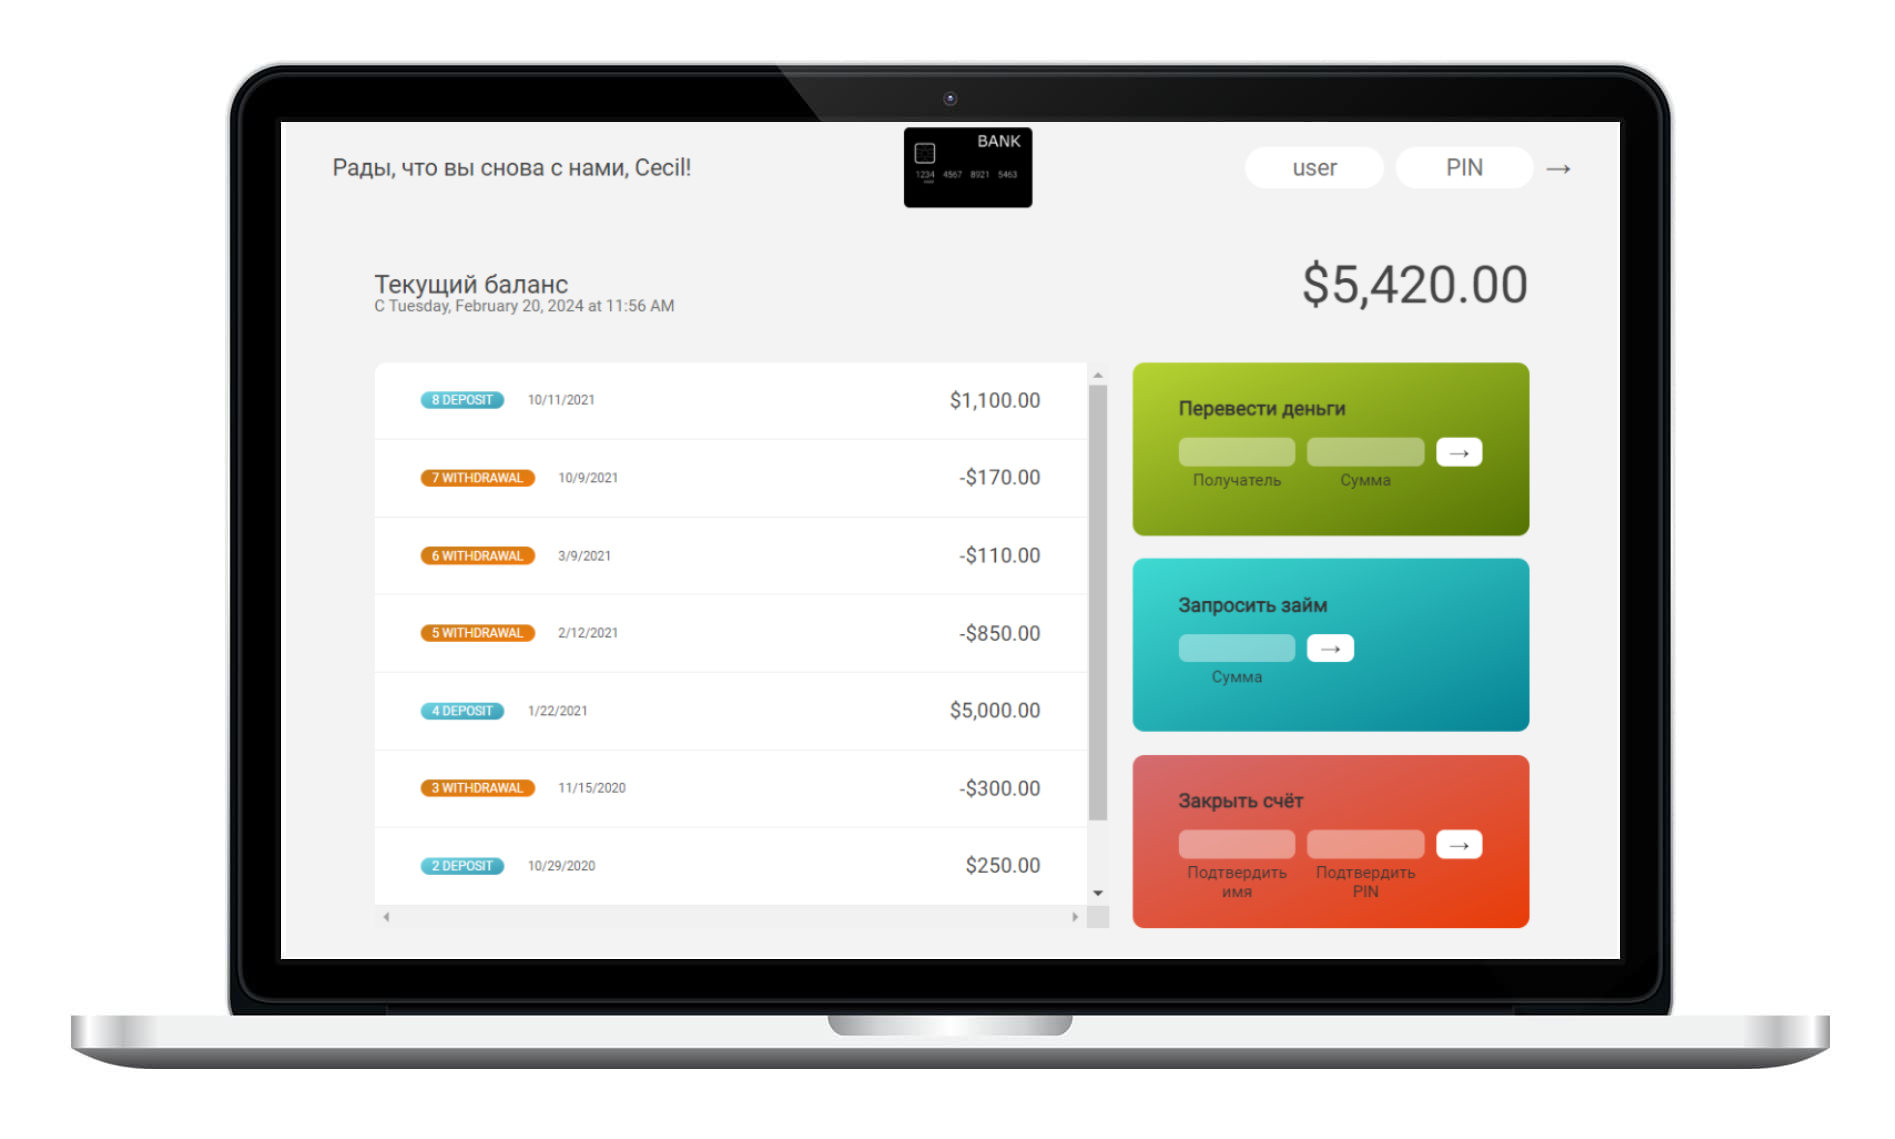 Рады, что вы снова с нами, Cecil!
BANK
1234 4567 8921 5463
user
PIN
→
Текущий баланс
С Tuesday, February 20, 2024 at 11:56 AM
$5,420.00
8 DEPOSIT 10/11/2021 $1,100.00
7 WITHDRAWAL 10/9/2021 -$170.00
6 WITHDRAWAL 3/9/2021 -$110.00
5 WITHDRAWAL 2/12/2021 -$850.00
4 DEPOSIT 1/22/2021 $5,000.00
3 WITHDRAWAL 11/15/2020 -$300.00
2 DEPOSIT 10/29/2020 $250.00
Перевести деньги
→
Получатель Сумма
Запросить займ
→
Сумма
Закрыть счёт
→
Подтвердить имя
Подтвердить PIN